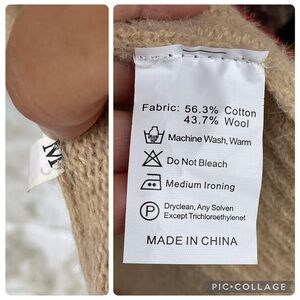 Fabric: 56.3% Cotton
43.7% Wool
Machine Wash, Warm
Do Not Bleach
Medium Ironing
P
Dryclean, Any Solven
Except Trichloroethylenet
MADE IN CHINA
PIC•COLLAGE